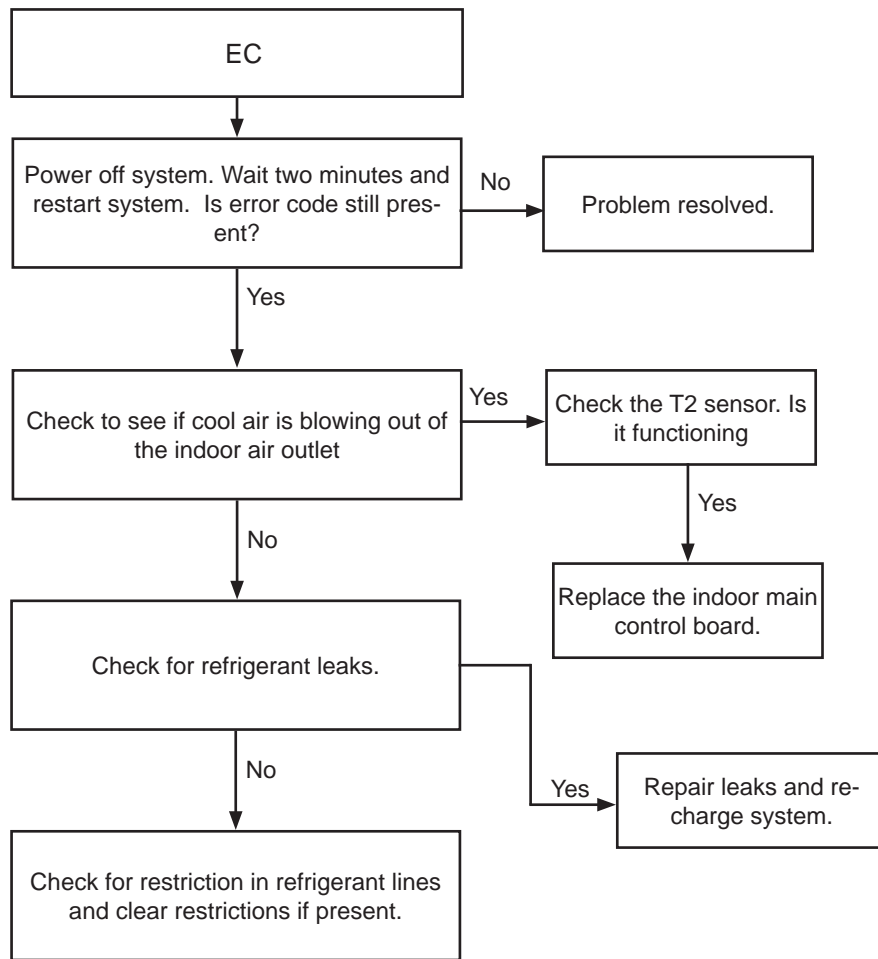 EC
Power off system. Wait two minutes and
restart system. Is error code still pres-
ent?
No
Problem resolved.
Yes
Check to see if cool air is blowing out of
the indoor air outlet
Yes
Check the T2 sensor. Is
it functioning
Yes
Replace the indoor main
control board.
No
Check for refrigerant leaks.
Yes
Repair leaks and re-
charge system.
No
Check for restriction in refrigerant lines
and clear restrictions if present.